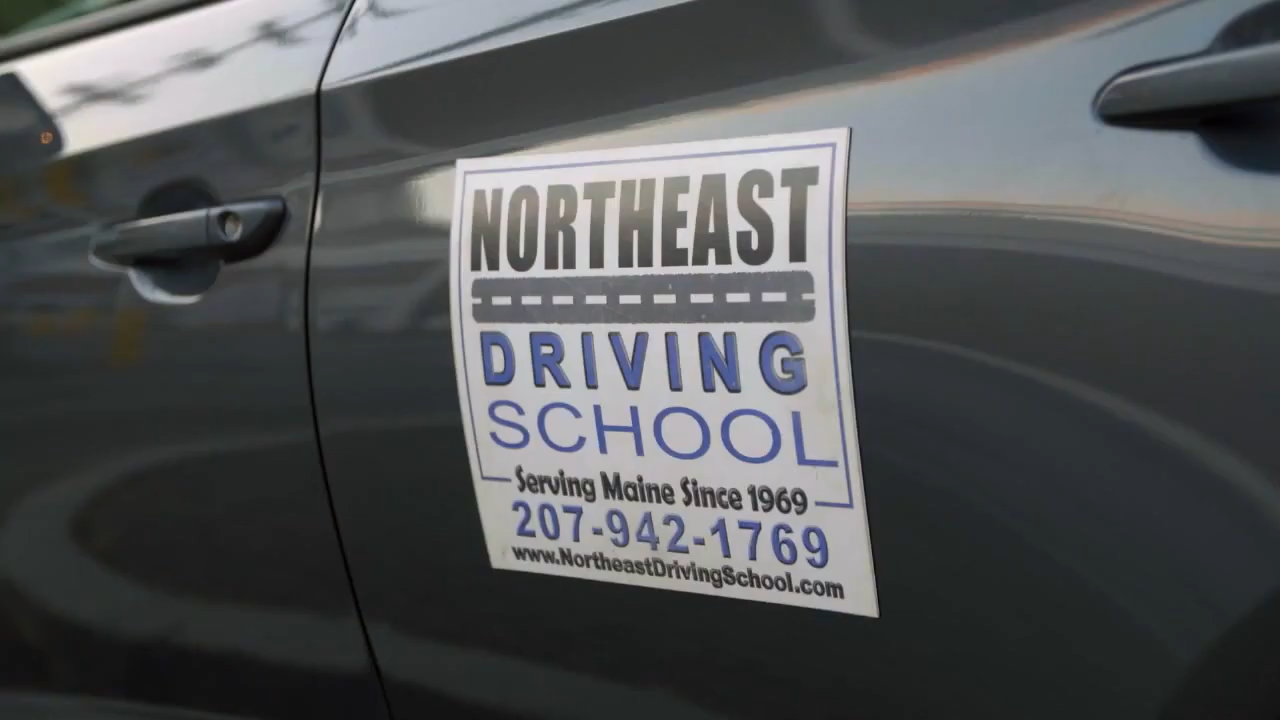 NORTHEAST
DRIVING
SCHOOL
Serving Maine Since 1969
207-942-1769
www.NortheastDrivingSchool.com